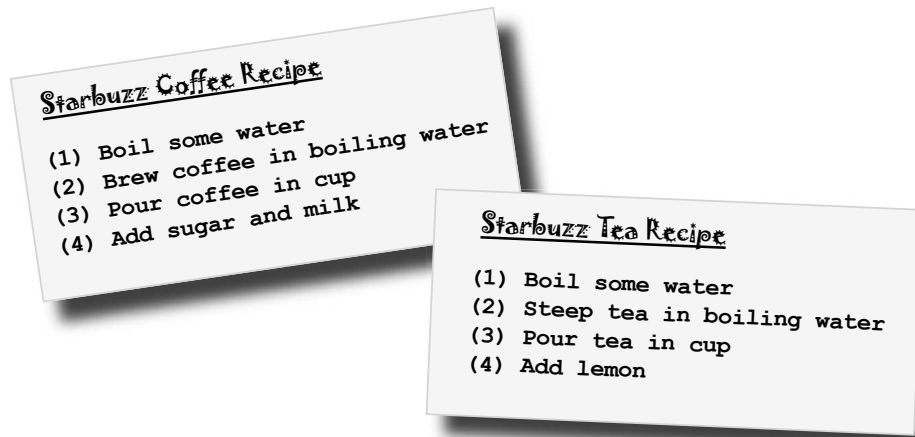 Starbuzz Coffee Recipe
(1) Boil some water
(2) Brew coffee in boiling water
(3) Pour coffee in cup
(4) Add sugar and milk
Starbuzz Tea Recipe
(1) Boil some water
(2) Steep tea in boiling water
(3) Pour tea in cup
(4) Add lemon